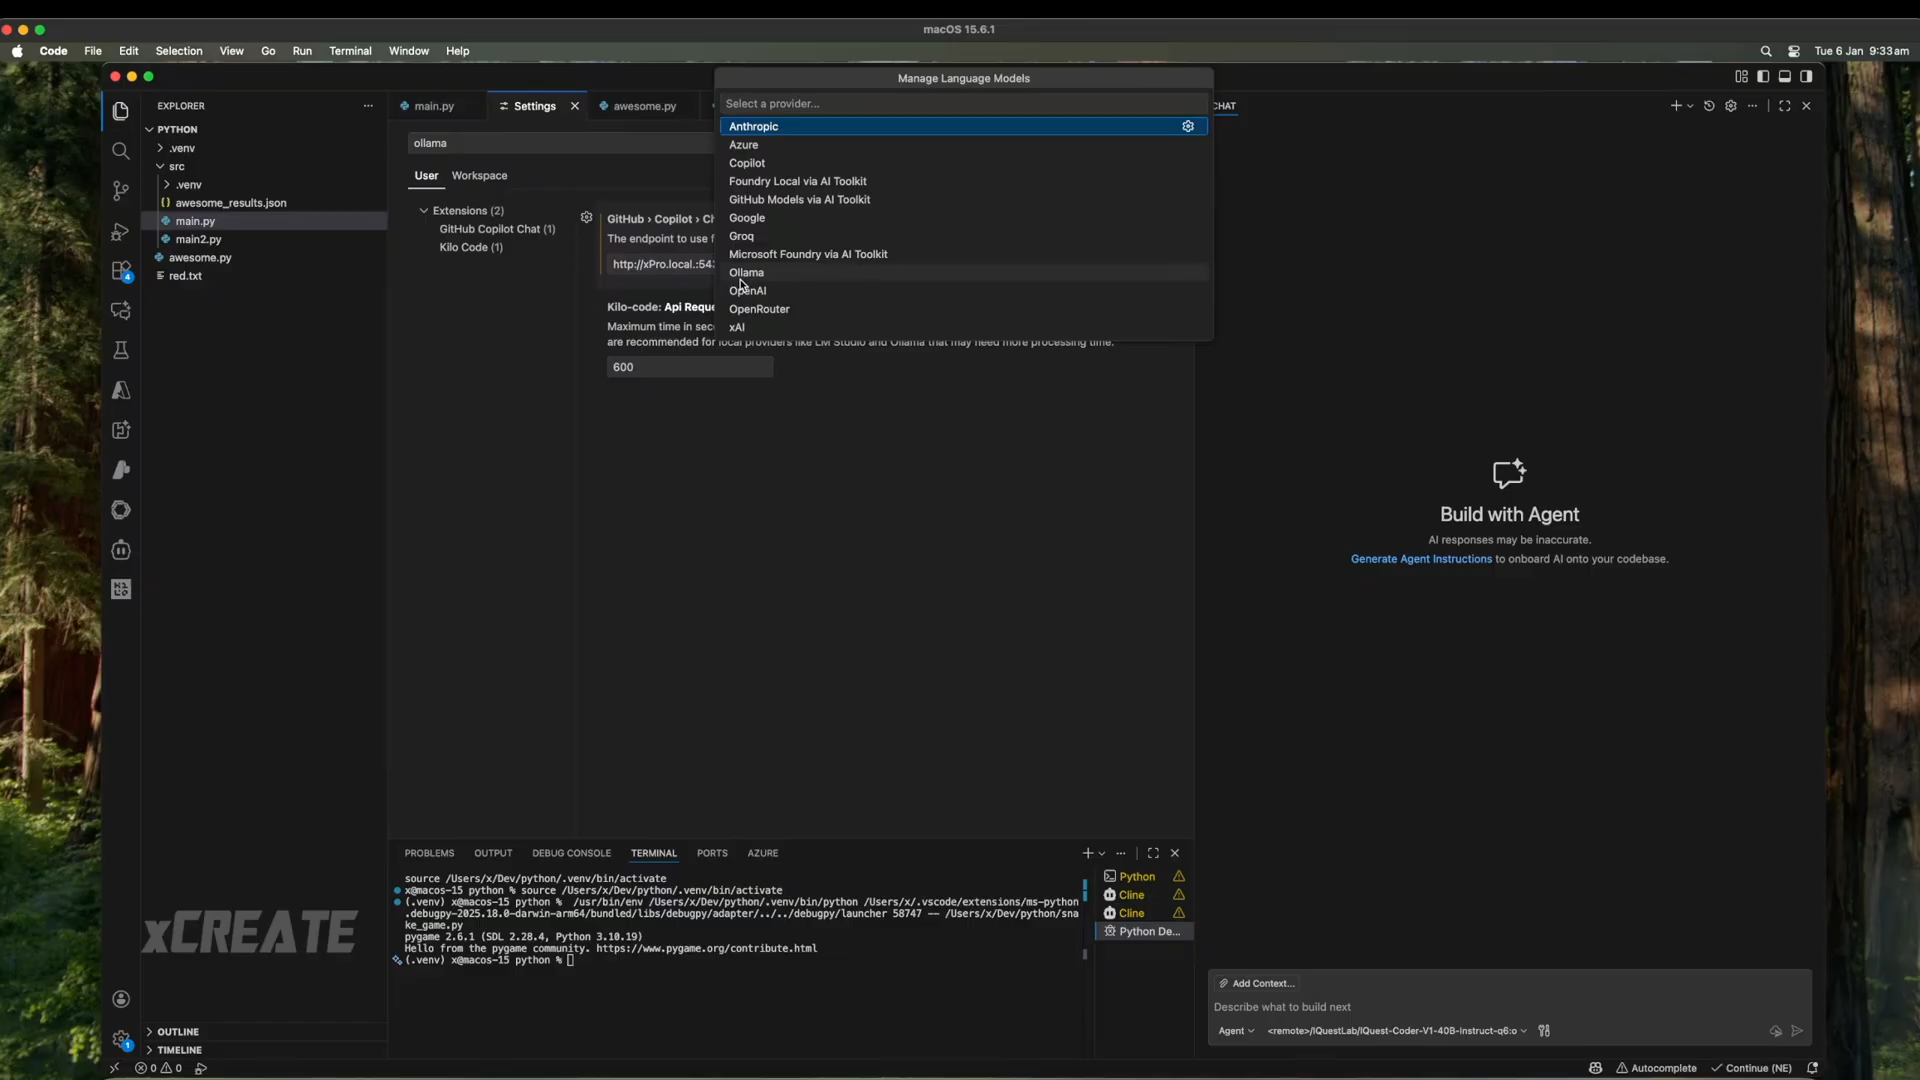 macOS 15.6.1
Code File Edit Selection View Go Run Terminal Window Help
Tue 6 Jan 9:33 am
Manage Language Models
Select a provider...
Anthropic
Azure
Copilot
Foundry Local via AI Toolkit
GitHub Models via AI Toolkit
Google
Groq
Microsoft Foundry via AI Toolkit
Ollama
OpenAI
OpenRouter
xAI
EXPLORER
PYTHON
.venv
src
.venv
awesome_results.json
main.py
main2.py
awesome.py
red.txt
OUTLINE
TIMELINE
main.py Settings awesome.py
ollama
User Workspace
Extensions (2)
GitHub Copilot Chat (1)
Kilo Code (1)
GitHub › Copilot › Ch
The endpoint to use f
http://xPro.local.:543
Kilo-code: Api Reque
Maximum time in sec
are recommended for local providers like LM Studio and Ollama that may need more processing time.
600
CHAT
Build with Agent
AI responses may be inaccurate.
Generate Agent Instructions to onboard AI onto your codebase.
Add Context...
Describe what to build next
Agent <remote>/IQuestLab/IQuest-Coder-V1-40B-Instruct-q6:o
PROBLEMS OUTPUT DEBUG CONSOLE TERMINAL PORTS AZURE
source /Users/x/Dev/python/.venv/bin/activate
x@macos-15 python % source /Users/x/Dev/python/.venv/bin/activate
(.venv) x@macos-15 python % /usr/bin/env /Users/x/Dev/python/.venv/bin/python /Users/x/.vscode/extensions/ms-python
.debugpy-2025.18.0-darwin-arm64/bundled/libs/debugpy/adapter/../../debugpy/launcher 58747 -- /Users/x/Dev/python/sna
ke_game.py
pygame 2.6.1 (SDL 2.28.4, Python 3.10.19)
Hello from the pygame community. https://www.pygame.org/contribute.html
(.venv) x@macos-15 python %
Python
Cline
Cline
Python De...
xCREATE
4
1
0 0
Autocomplete Continue (NE)